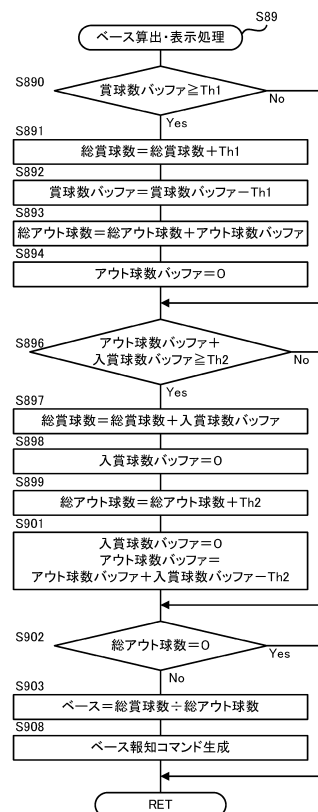 S89
ベース算出・表示処理
S890
賞球数バッファ≧Th1
No
Yes
S891
総賞球数=総賞球数+Th1
S892
賞球数バッファ=賞球数バッファ-Th1
S893
総アウト球数=総アウト球数+アウト球数バッファ
S894
アウト球数バッファ=0
S896
アウト球数バッファ+
入賞球数バッファ≧Th2
No
Yes
S897
総賞球数=総賞球数+入賞球数バッファ
S898
入賞球数バッファ=0
S899
総アウト球数=総アウト球数+Th2
S901
入賞球数バッファ=0
アウト球数バッファ=
アウト球数バッファ+入賞球数バッファ-Th2
S902
総アウト球数=0
Yes
No
S903
ベース=総賞球数÷総アウト球数
S908
ベース報知コマンド生成
RET